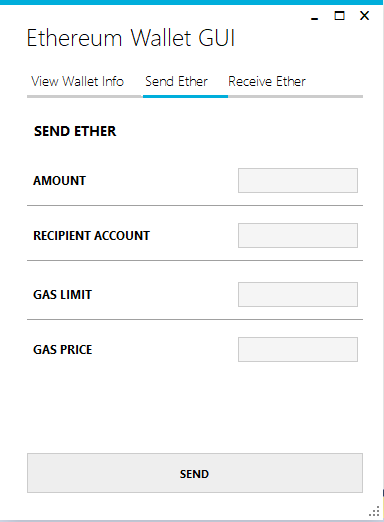 Ethereum Wallet GUI
View Wallet Info Send Ether Receive Ether
SEND ETHER
AMOUNT
RECIPIENT ACCOUNT
GAS LIMIT
GAS PRICE
SEND